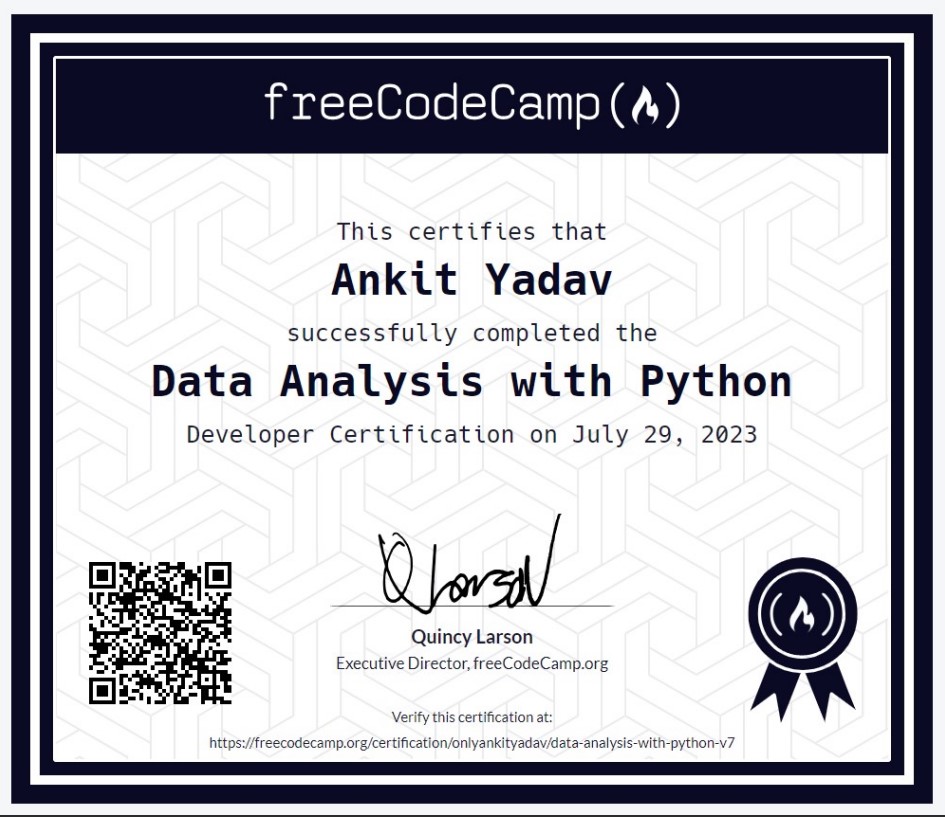 freeCodeCamp
This certifies that
Ankit Yadav
successfully completed the
Data Analysis with Python
Developer Certification on July 29, 2023
Quincy Larson
Executive Director, freeCodeCamp.org
Verify this certification at:
https://freecodecamp.org/certification/onlyankityadav/data-analysis-with-python-v7